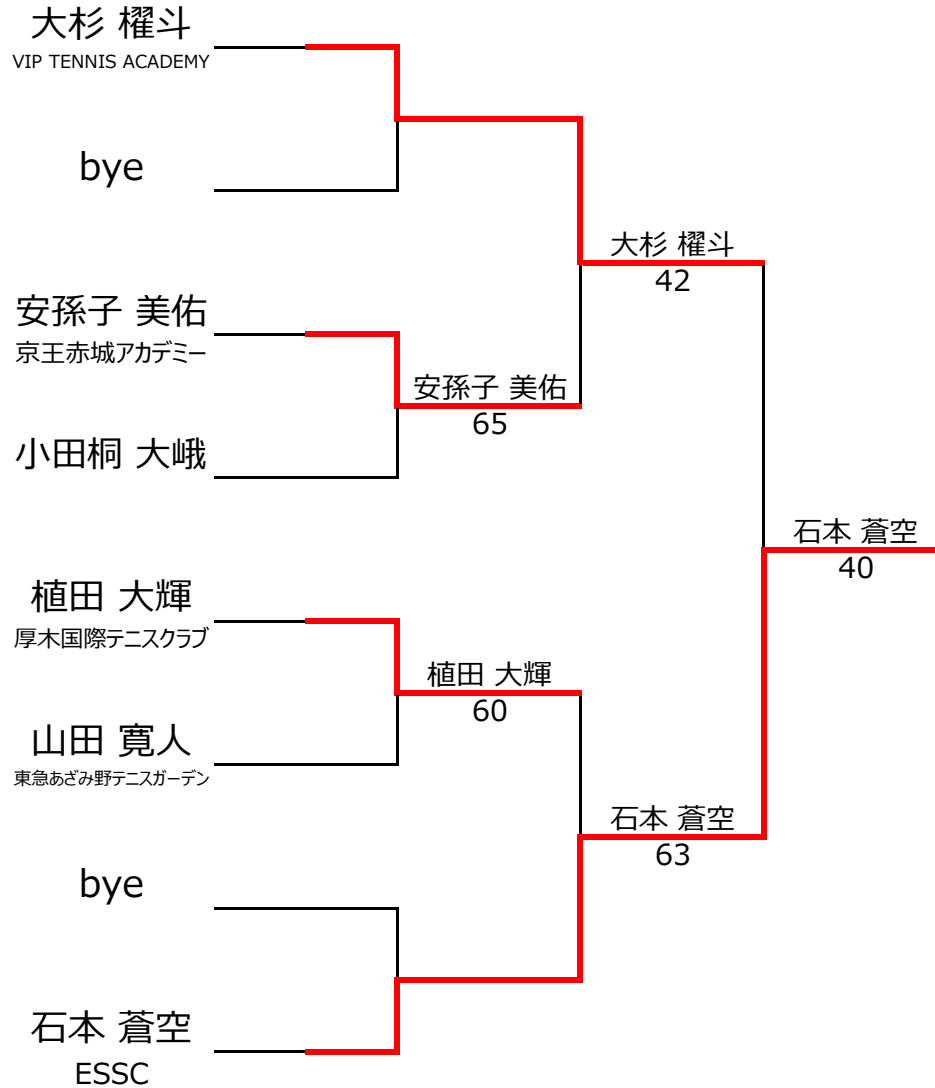 大杉 櫂斗
VIP TENNIS ACADEMY
bye
大杉 櫂斗
42
安孫子 美佑
京王赤城アカデミー
安孫子 美佑
65
小田桐 大峨
石本 蒼空
40
植田 大輝
厚木国際テニスクラブ
植田 大輝
60
山田 寛人
東急あざみ野テニスガーデン
石本 蒼空
63
bye
石本 蒼空
ESSC